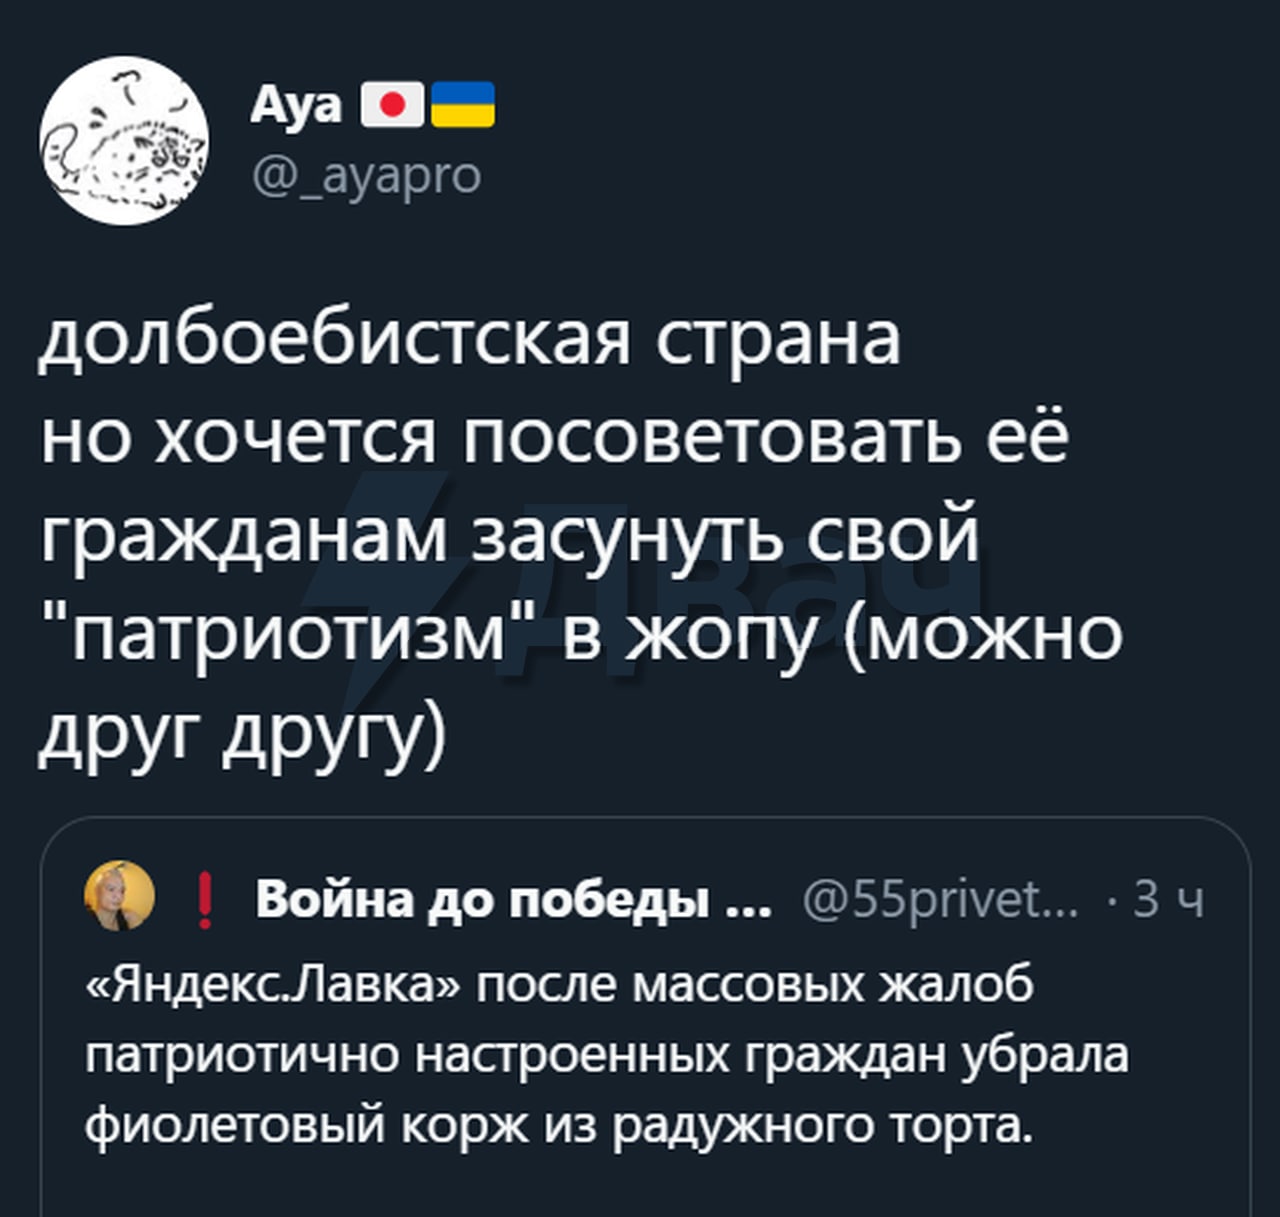 Aya 🇯🇵🇺🇦
@_ayapro
долбоебистская страна
но хочется посоветовать её
гражданам засунуть свой
"патриотизм" в жопу (можно
друг другу)
Двач
❗ Война до победы ... @55privet... · 3 ч
«Яндекс.Лавка» после массовых жалоб
патриотично настроенных граждан убрала
фиолетовый корж из радужного торта.